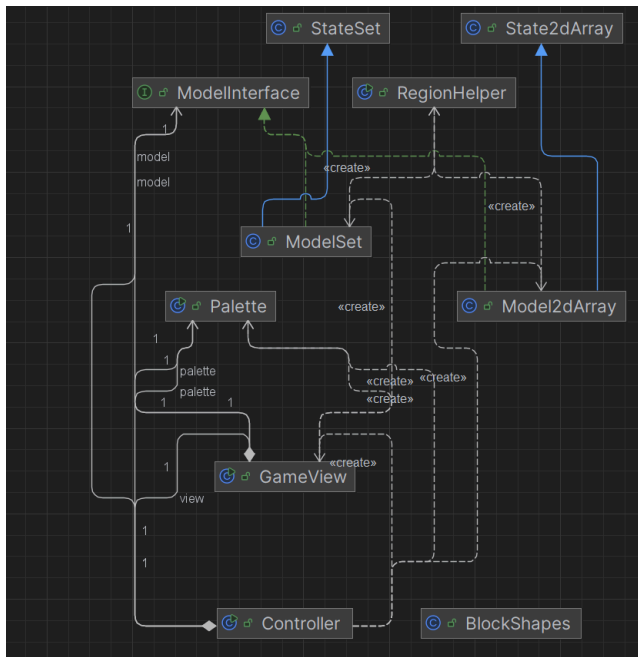 StateSet
State2dArray
ModelInterface
RegionHelper
1
model
«create»
model
«create»
1
ModelSet
«create»
Palette
Model2dArray
1
1
palette
«create»
«create»
palette
«create»
1
1
«create»
1
GameView
view
1
1
Controller
BlockShapes